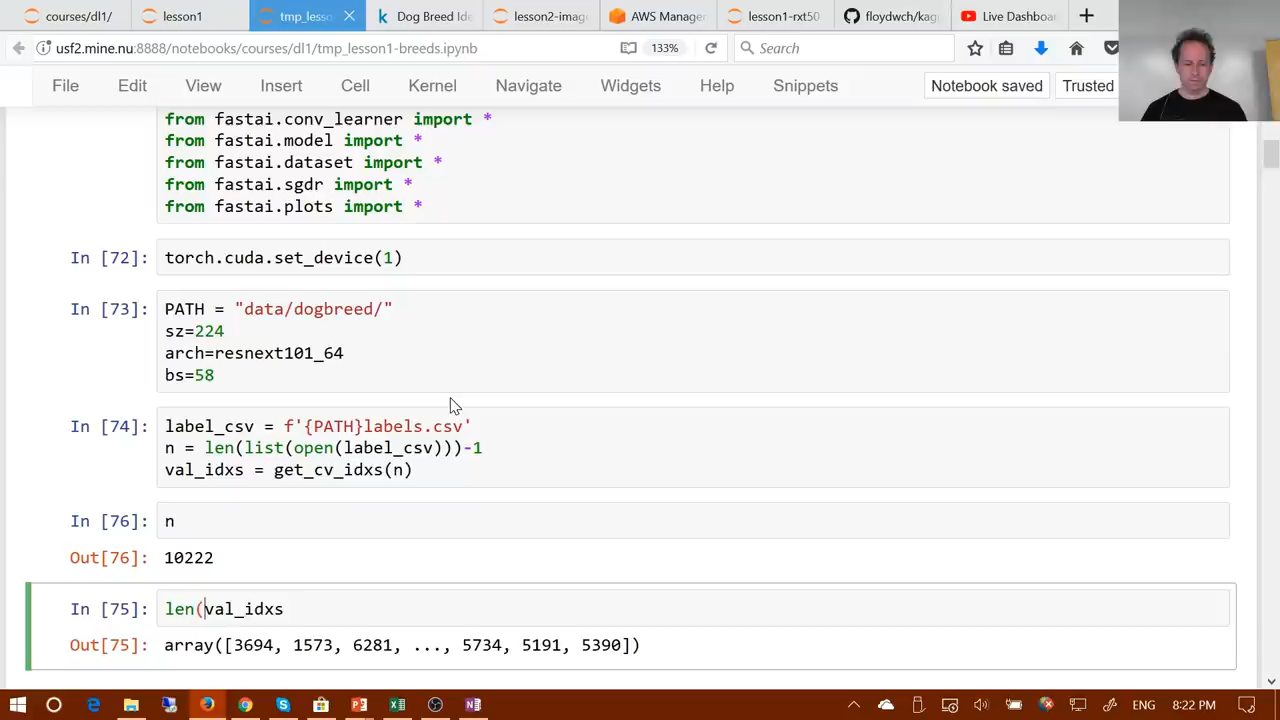 courses/dl1/ lesson1 tmp_less Dog Breed Ide lesson2-imag AWS Manage lesson1-rxt50 floydwch/kag Live Dashboa
usf2.mine.nu:8888/notebooks/courses/dl1/tmp_lesson1-breeds.ipynb 133% Search
File Edit View Insert Cell Kernel Navigate Widgets Help Snippets Notebook saved Trusted
from fastai.conv_learner import *
from fastai.model import *
from fastai.dataset import *
from fastai.sgdr import *
from fastai.plots import *
In [72]: torch.cuda.set_device(1)
In [73]: PATH = "data/dogbreed/"
sz=224
arch=resnext101_64
bs=58
In [74]: label_csv = f'{PATH}labels.csv'
n = len(list(open(label_csv)))-1
val_idxs = get_cv_idxs(n)
In [76]: n
Out[76]: 10222
In [75]: len(val_idxs
Out[75]: array([3694, 1573, 6281, ..., 5734, 5191, 5390])
ENG 8:22 PM